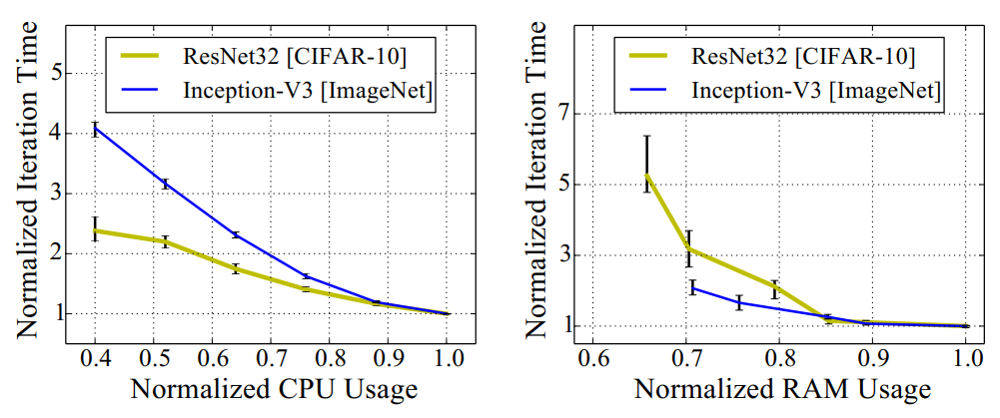 Normalized Iteration Time
5
4
3
2
1
ResNet32 [CIFAR-10]
Inception-V3 [ImageNet]
0.4 0.5 0.6 0.7 0.8 0.9 1.0
Normalized CPU Usage
Normalized Iteration Time
7
5
3
1
ResNet32 [CIFAR-10]
Inception-V3 [ImageNet]
0.6 0.7 0.8 0.9 1.0
Normalized RAM Usage